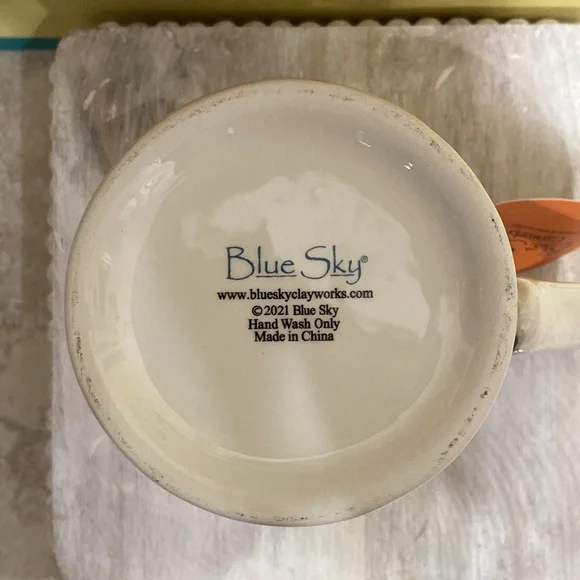 Blue Sky®
www.blueskyclayworks.com
©2021 Blue Sky
Hand Wash Only
Made in China